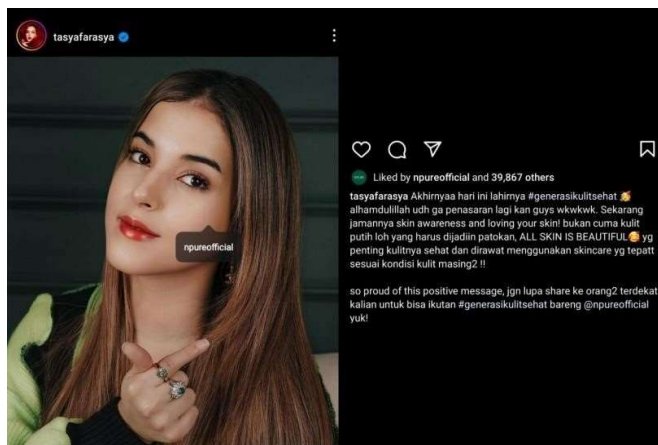 tasyafarasya
npureofficial
Liked by npureofficial and 39,867 others
tasyafarasya Akhirnyaa hari ini lahirnya #generasikulitsehat 🥳
alhamdulillah udh ga penasaran lagi kan guys wkwkwk. Sekarang
jamannya skin awareness and loving your skin! bukan cuma kulit
putih loh yang harus dijadiin patokan, ALL SKIN IS BEAUTIFUL🥰 yg
penting kulitnya sehat dan dirawat menggunakan skincare yg tepatt
sesuai kondisi kulit masing2 !!
so proud of this positive message, jgn lupa share ke orang2 terdekat
kalian untuk bisa ikutan #generasikulitsehat bareng @npureofficial
yuk!